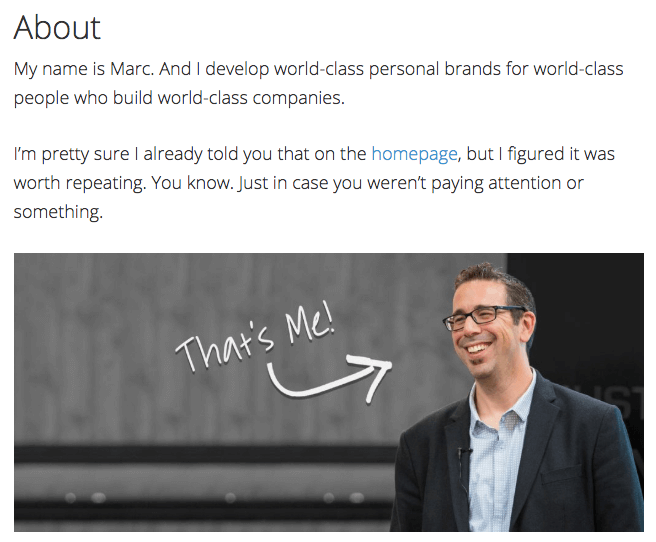 About
My name is Marc. And I develop world-class personal brands for world-class
people who build world-class companies.
I'm pretty sure I already told you that on the homepage, but I figured it was
worth repeating. You know. Just in case you weren't paying attention or
something.
That's Me!
UST